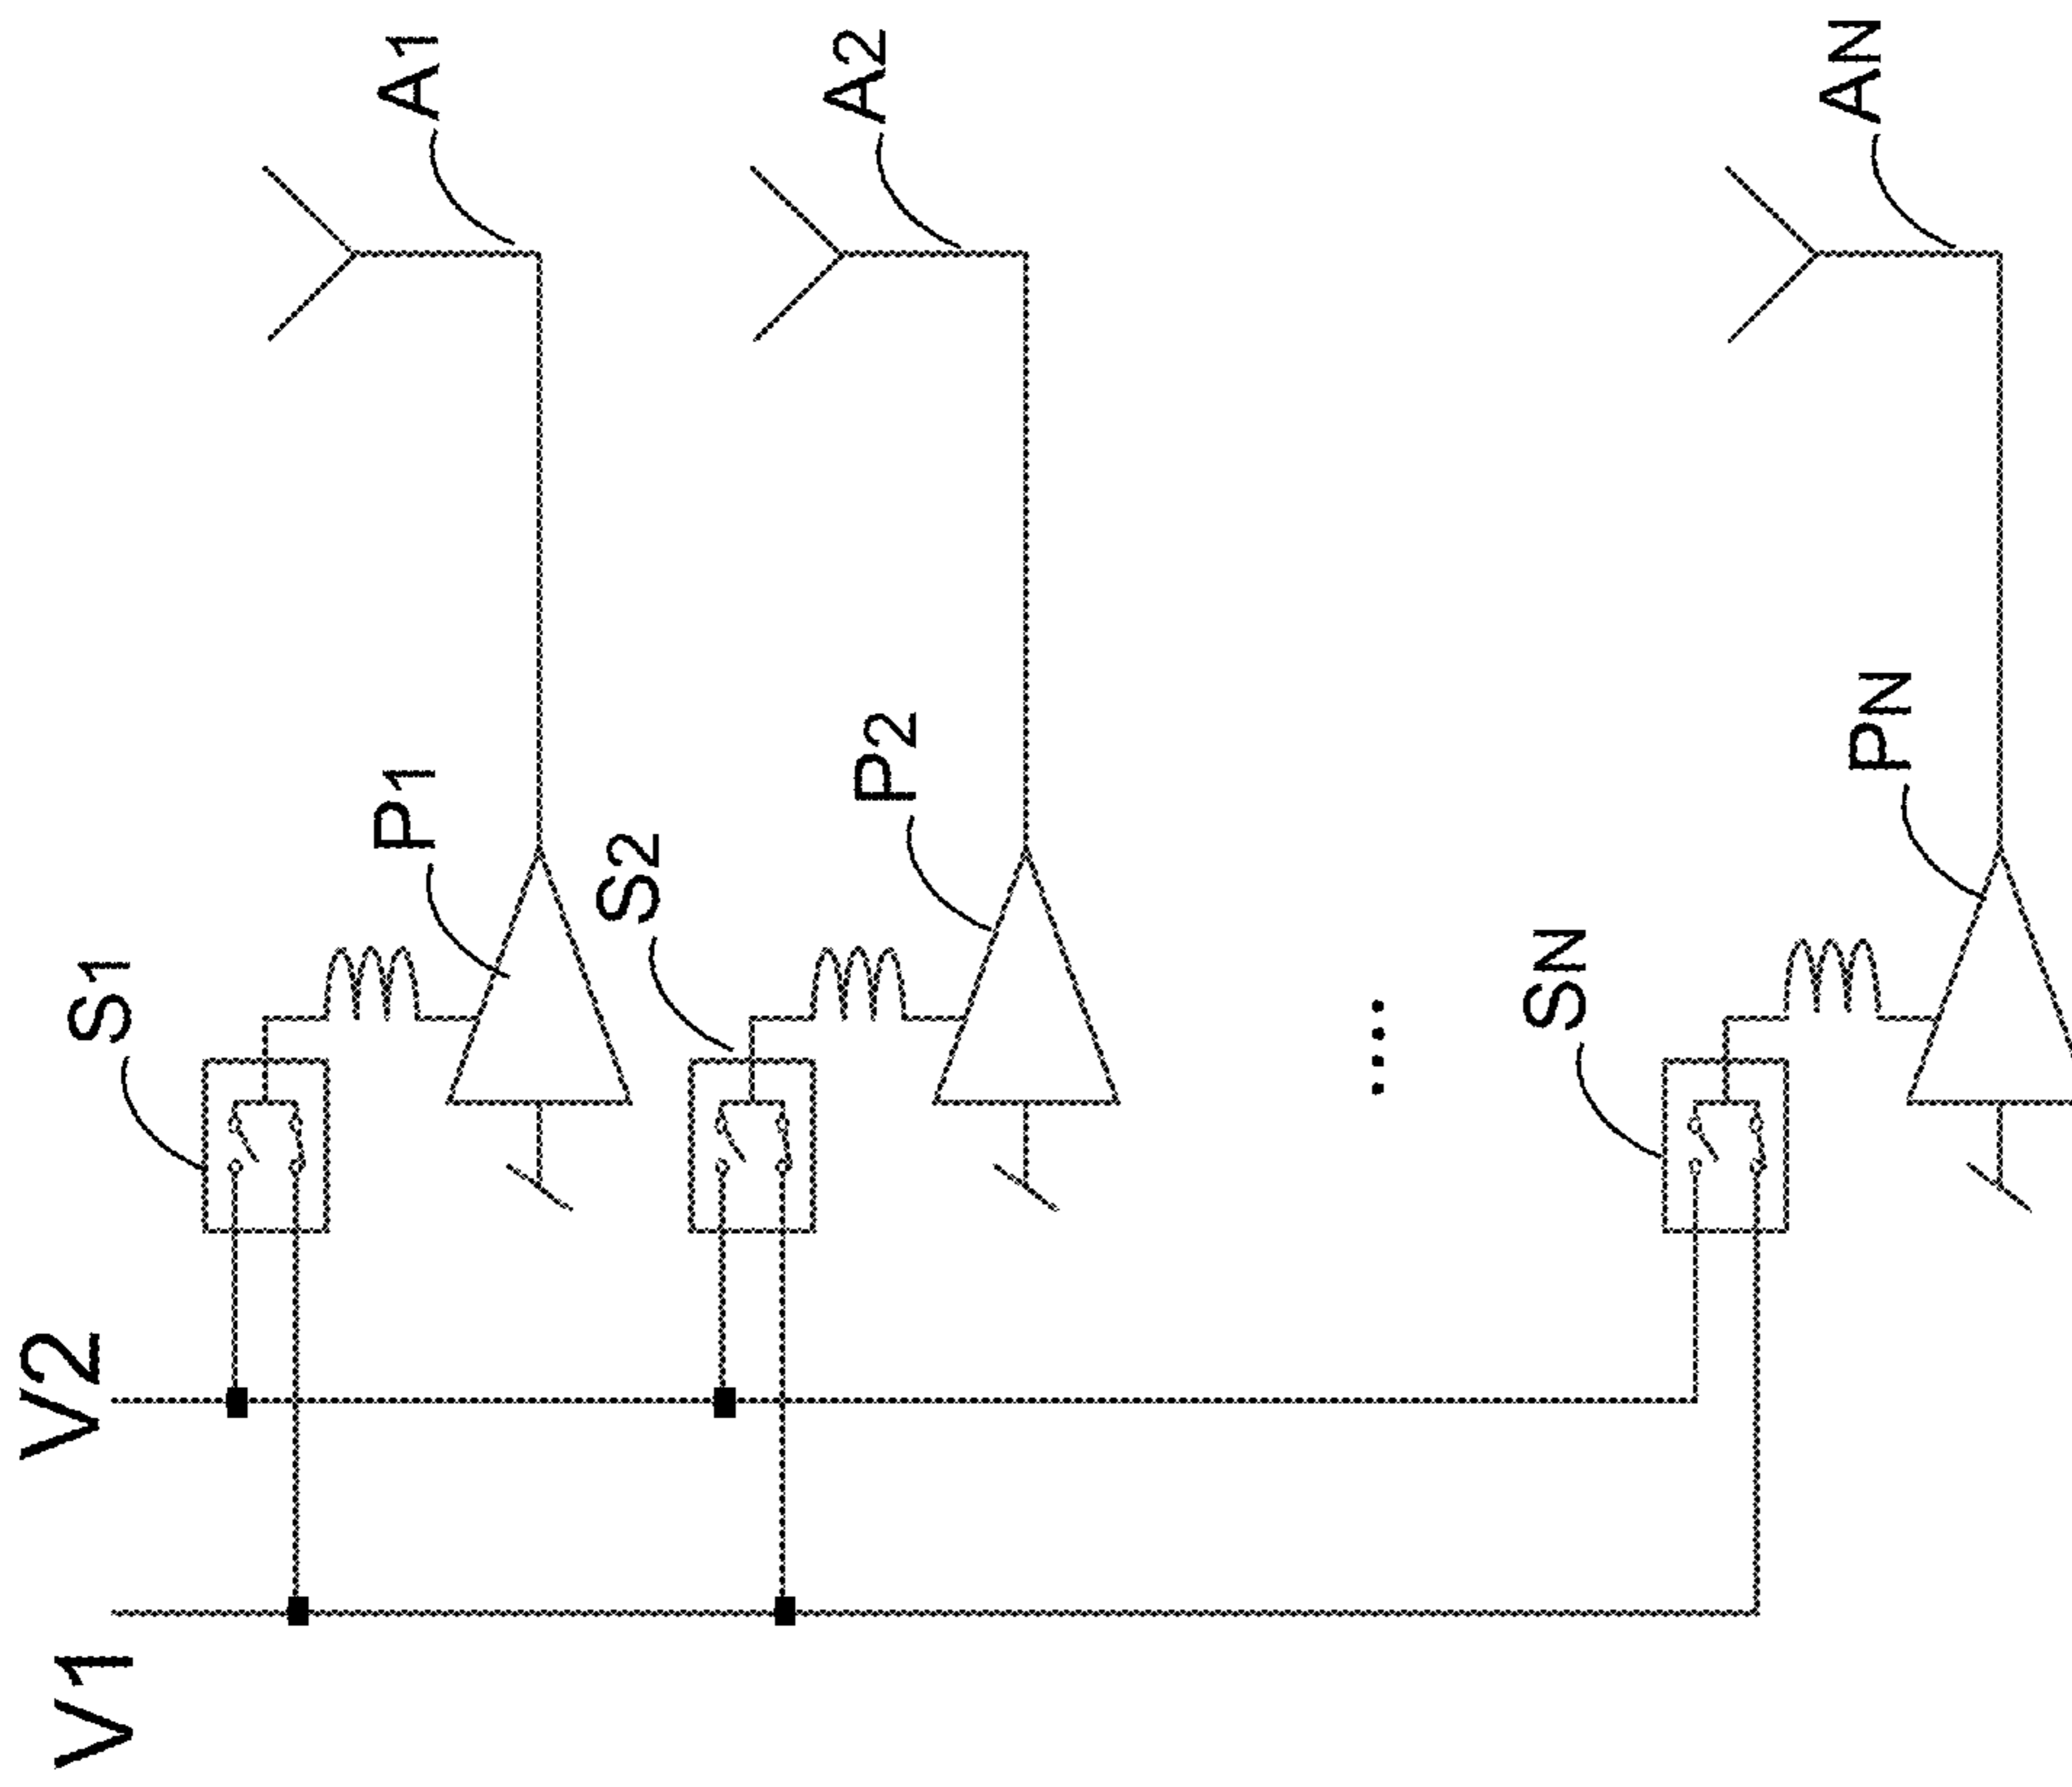 V1
V2
S1
P1
A1
S2
P2
A2
....
SN
PN
AN